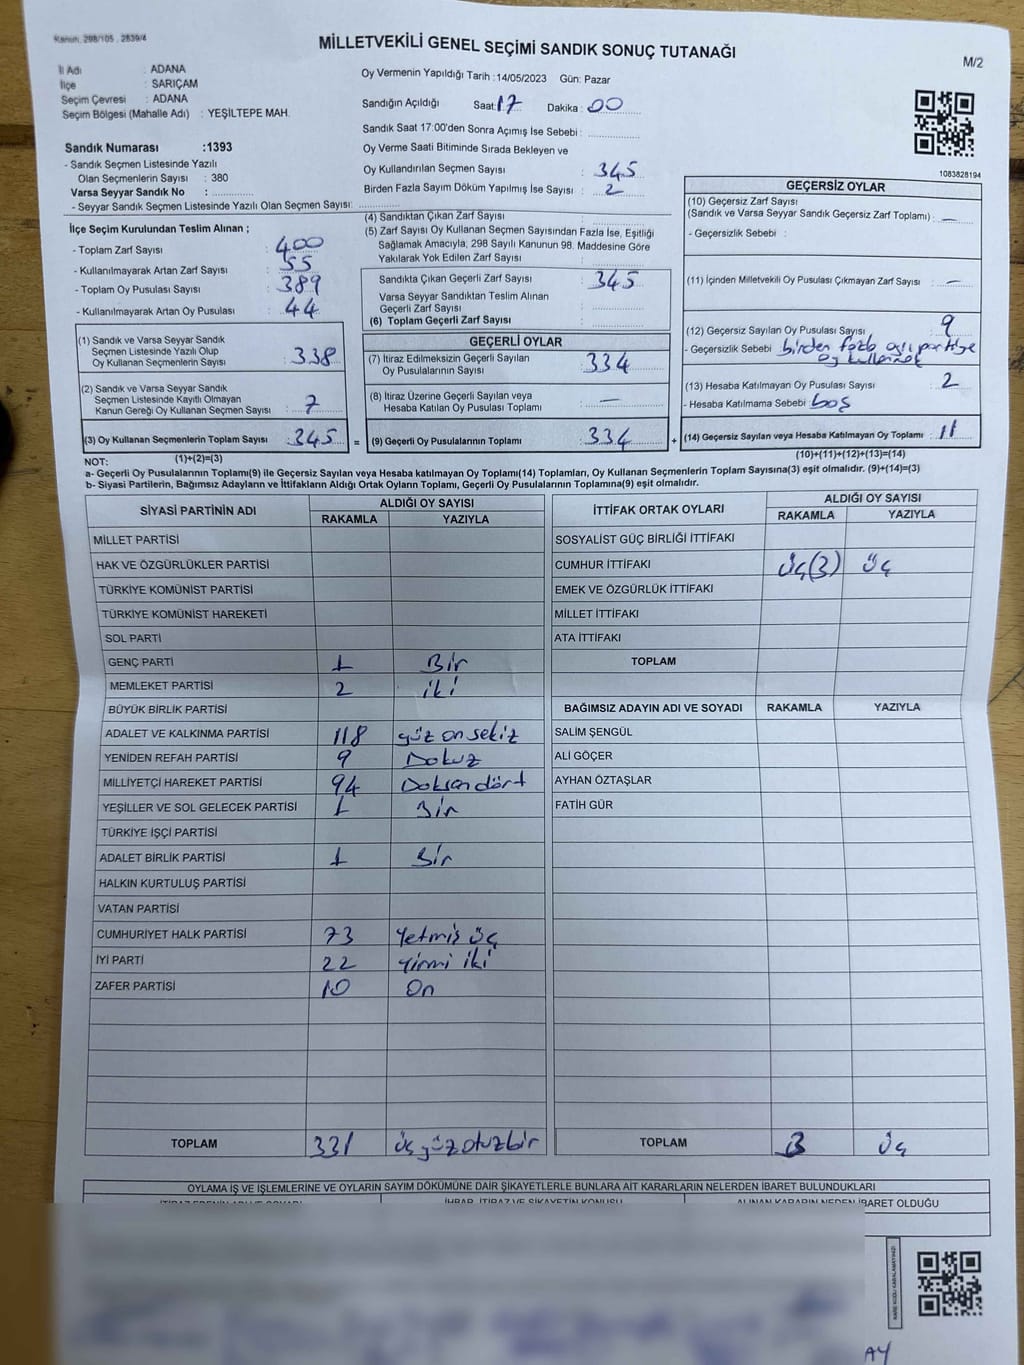 Kanun. 298/105 . 2839/4
MİLLETVEKİLİ GENEL SEÇİMİ SANDIK SONUÇ TUTANAĞI
M/2
İl Adı : ADANA
İlçe : SARIÇAM
Seçim Çevresi : ADANA
Seçim Bölgesi (Mahalle Adı) : YEŞİLTEPE MAH.
Sandık Numarası :1393
- Sandık Seçmen Listesinde Yazılı
Olan Seçmenlerin Sayısı : 380
Varsa Seyyar Sandık No :
- Seyyar Sandık Seçmen Listesinde Yazılı Olan Seçmen Sayısı:
Oy Vermenin Yapıldığı Tarih :14/05/2023 Gün: Pazar
Sandığın Açıldığı Saat: 17 Dakika : 00
Sandık Saat 17:00'den Sonra Açımış İse Sebebi :
Oy Verme Saati Bitiminde Sırada Bekleyen ve
Oy Kullandırılan Seçmen Sayısı : 345
Birden Fazla Sayım Döküm Yapılmış İse Sayısı : 2
1083828194
İlçe Seçim Kurulundan Teslim Alınan ;
- Toplam Zarf Sayısı : 400
- Kullanılmayarak Artan Zarf Sayısı : 55
- Toplam Oy Pusulası Sayısı : 389
- Kullanılmayarak Artan Oy Pusulası : 44
(4) Sandıktan Çıkan Zarf Sayısı :
(5) Zarf Sayısı Oy Kullanan Seçmen Sayısından Fazla İse, Eşitliği
Sağlamak Amacıyla, 298 Sayılı Kanunun 98. Maddesine Göre
Yakılarak Yok Edilen Zarf Sayısı :
Sandıkta Çıkan Geçerli Zarf Sayısı : 345
Varsa Seyyar Sandıktan Teslim Alınan
Geçerli Zarf Sayısı :
(6) Toplam Geçerli Zarf Sayısı :
GEÇERSİZ OYLAR
(10) Geçersiz Zarf Sayısı
(Sandık ve Varsa Seyyar Sandık Geçersiz Zarf Toplamı) : —
- Geçersizlik Sebebi :
(11) İçinden Milletvekili Oy Pusulası Çıkmayan Zarf Sayısı : —
(12) Geçersiz Sayılan Oy Pusulası Sayısı : 9
- Geçersizlik Sebebi birden fazla partiye
oy kullanmak
(13) Hesaba Katılmayan Oy Pusulası Sayısı : 2
- Hesaba Katılmama Sebebi : boş
(14) Geçersiz Sayılan veya Hesaba Katılmayan Oy Toplamı : 11
(10)+(11)+(12)+(13)=(14)
(1) Sandık ve Varsa Seyyar Sandık
Seçmen Listesinde Yazılı Olup
Oy Kullanan Seçmenlerin Sayısı : 338
(2) Sandık ve Varsa Seyyar Sandık
Seçmen Listesinde Kayıtlı Olmayan
Kanun Gereği Oy Kullanan Seçmen Sayısı : 7
(3) Oy Kullanan Seçmenlerin Toplam Sayısı : 345 =
(1)+(2)=(3)
GEÇERLİ OYLAR
(7) İtiraz Edilmeksizin Geçerli Sayılan
Oy Pusulalarının Sayısı : 334
(8) İtiraz Üzerine Geçerli Sayılan veya
Hesaba Katılan Oy Pusulası Toplamı : —
(9) Geçerli Oy Pusulalarının Toplamı : 334 +
NOT:
a- Geçerli Oy Pusulalarının Toplamı(9) ile Geçersiz Sayılan veya Hesaba katılmayan Oy Toplamı(14) Toplamları, Oy Kullanan Seçmenlerin Toplam Sayısına(3) eşit olmalıdır. (9)+(14)=(3)
b- Siyasi Partilerin, Bağımsız Adayların ve İttifakların Aldığı Ortak Oyların Toplamı, Geçerli Oy Pusulalarının Toplamına(9) eşit olmalıdır.
SİYASİ PARTİNİN ADI ALDIĞI OY SAYISI
RAKAMLA YAZIYLA
MİLLET PARTİSİ
HAK VE ÖZGÜRLÜKLER PARTİSİ
TÜRKİYE KOMÜNİST PARTİSİ
TÜRKİYE KOMÜNİST HAREKETİ
SOL PARTİ
GENÇ PARTİ 1 Bir
MEMLEKET PARTİSİ 2 iki
BÜYÜK BİRLİK PARTİSİ
ADALET VE KALKINMA PARTİSİ 118 yüz on sekiz
YENİDEN REFAH PARTİSİ 9 Dokuz
MİLLİYETÇİ HAREKET PARTİSİ 94 Doksan dört
YEŞİLLER VE SOL GELECEK PARTİSİ 1 Bir
TÜRKİYE İŞÇİ PARTİSİ
ADALET BİRLİK PARTİSİ 1 Bir
HALKIN KURTULUŞ PARTİSİ
VATAN PARTİSİ
CUMHURİYET HALK PARTİSİ 73 Yetmiş üç
İYİ PARTİ 22 Yirmi iki
ZAFER PARTİSİ 10 On
TOPLAM 331 üç yüz otuz bir
İTTİFAK ORTAK OYLARI ALDIĞI OY SAYISI
RAKAMLA YAZIYLA
SOSYALİST GÜÇ BİRLİĞİ İTTİFAKI
CUMHUR İTTİFAKI üç(3) üç
EMEK VE ÖZGÜRLÜK İTTİFAKI
MİLLET İTTİFAKI
ATA İTTİFAKI
TOPLAM
BAĞIMSIZ ADAYIN ADI VE SOYADI RAKAMLA YAZIYLA
SALİM ŞENGÜL
ALİ GÖÇER
AYHAN ÖZTAŞLAR
FATİH GÜR
TOPLAM 3 üç
OYLAMA İŞ VE İŞLEMLERİNE VE OYLARIN SAYIM DÖKÜMÜNE DAİR ŞİKAYETLERLE BUNLARA AİT KARARLARIN NELERDEN İBARET BULUNDUKLARI
İHBAR, İTİRAZ VE ŞİKAYETİN KONUSU ALINAN KARARIN NEDEN İBARET OLDUĞU
AY